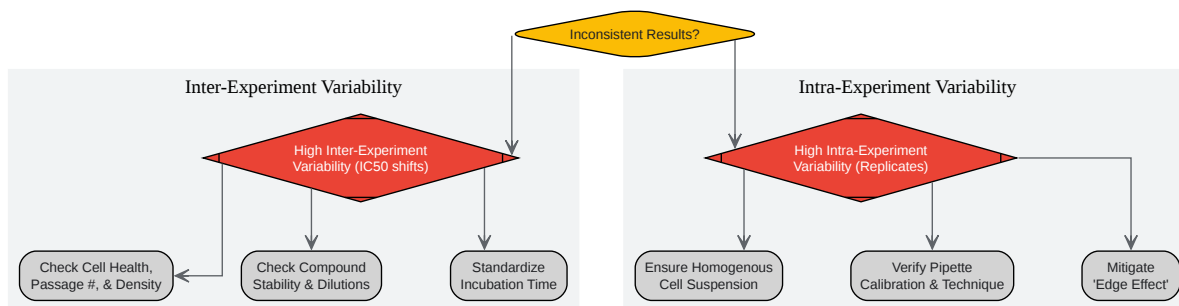 Inconsistent Results?
Inter-Experiment Variability
Intra-Experiment Variability
High Inter-Experiment
Variability (IC50 shifts)
High Intra-Experiment
Variability (Replicates)
Check Cell Health,
Passage #, & Density
Check Compound
Stability & Dilutions
Standardize
Incubation Time
Ensure Homogenous
Cell Suspension
Verify Pipette
Calibration & Technique
Mitigate
'Edge Effect'